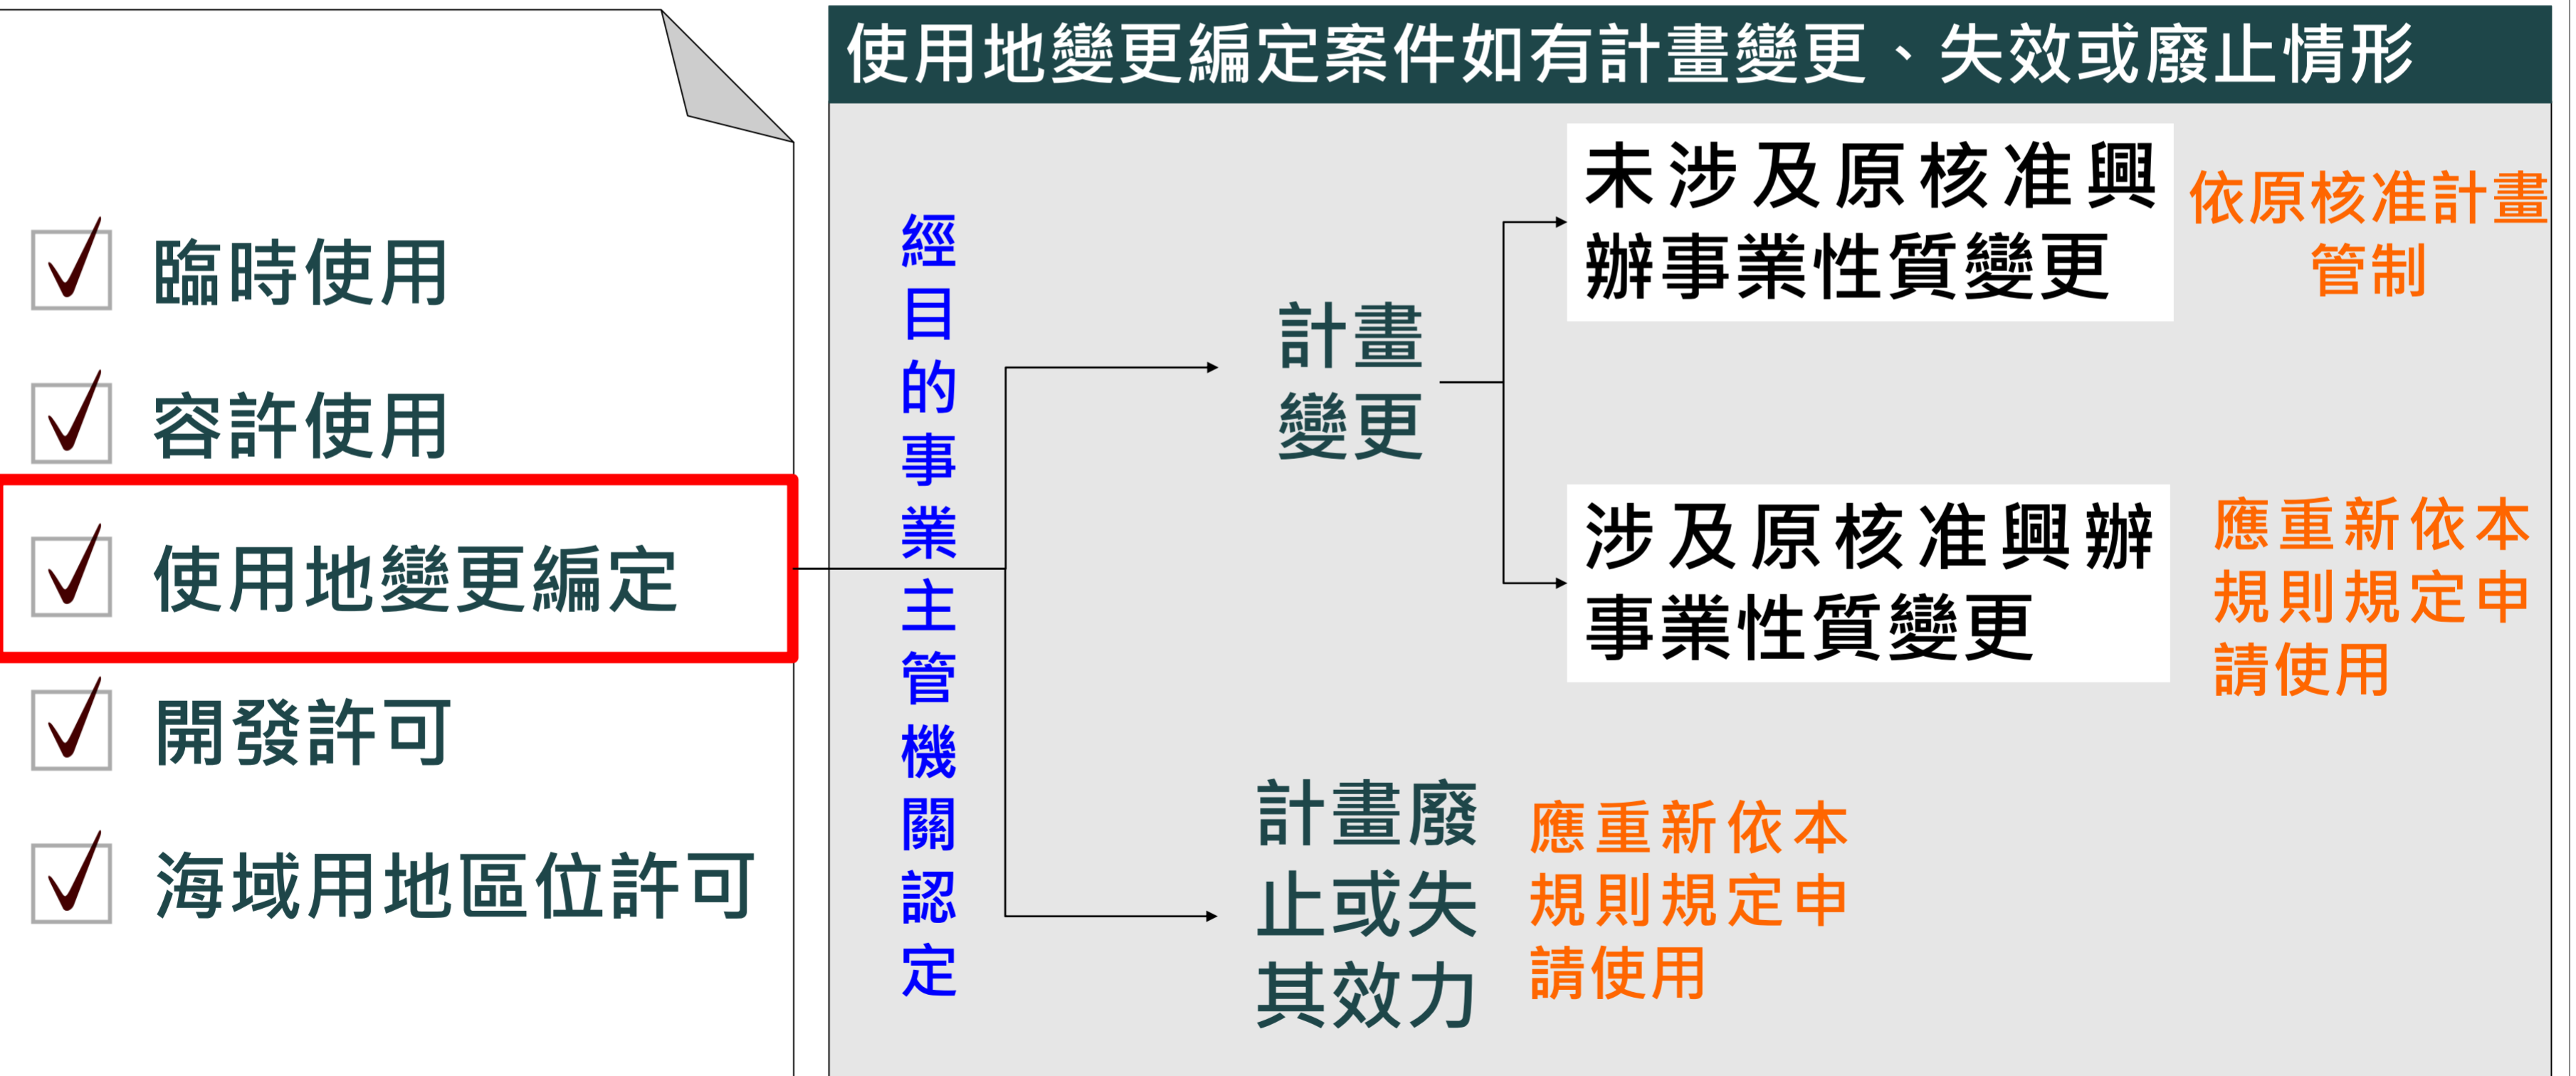 臨時使用
容許使用
使用地變更編定
開發許可
海域用地區位許可
使用地變更編定案件如有計畫變更、失效或廢止情形
經目的事業主管機關認定
計畫
變更
未涉及原核准興
辦事業性質變更
依原核准計畫
管制
涉及原核准興辦
事業性質變更
應重新依本
規則規定申
請使用
計畫廢
止或失
其效力
應重新依本
規則規定申
請使用